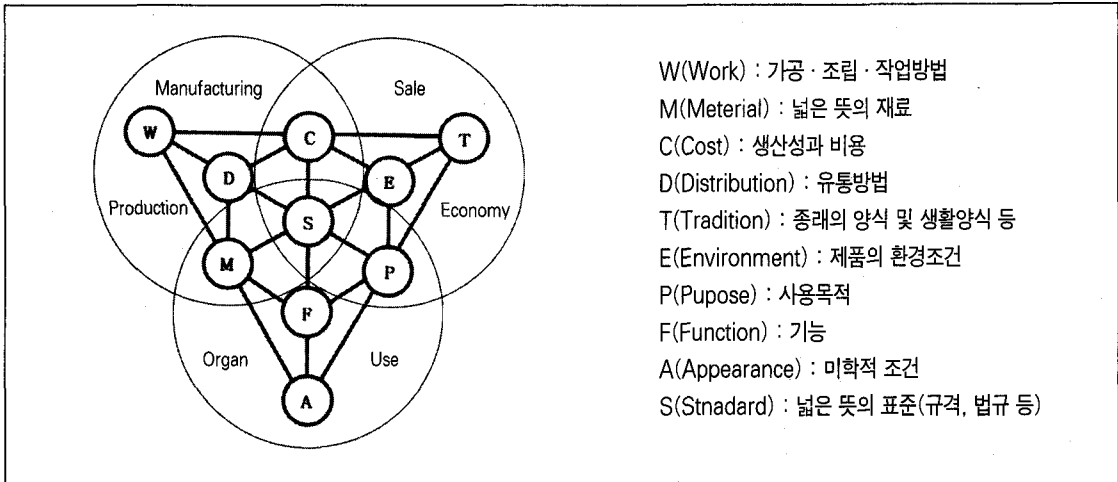 Manufacturing
Sale
W
C
T
D
E
Production
S
Economy
M
P
F
Organ
Use
A
W(Work) : 가공 · 조립 · 작업방법
M(Meterial) : 넓은 뜻의 재료
C(Cost) : 생산성과 비용
D(Distribution) : 유통방법
T(Tradition) : 종래의 양식 및 생활양식 등
E(Environment) : 제품의 환경조건
P(Pupose) : 사용목적
F(Function) : 기능
A(Appearance) : 미학적 조건
S(Stnadard) : 넓은 뜻의 표준(규격, 법규 등)